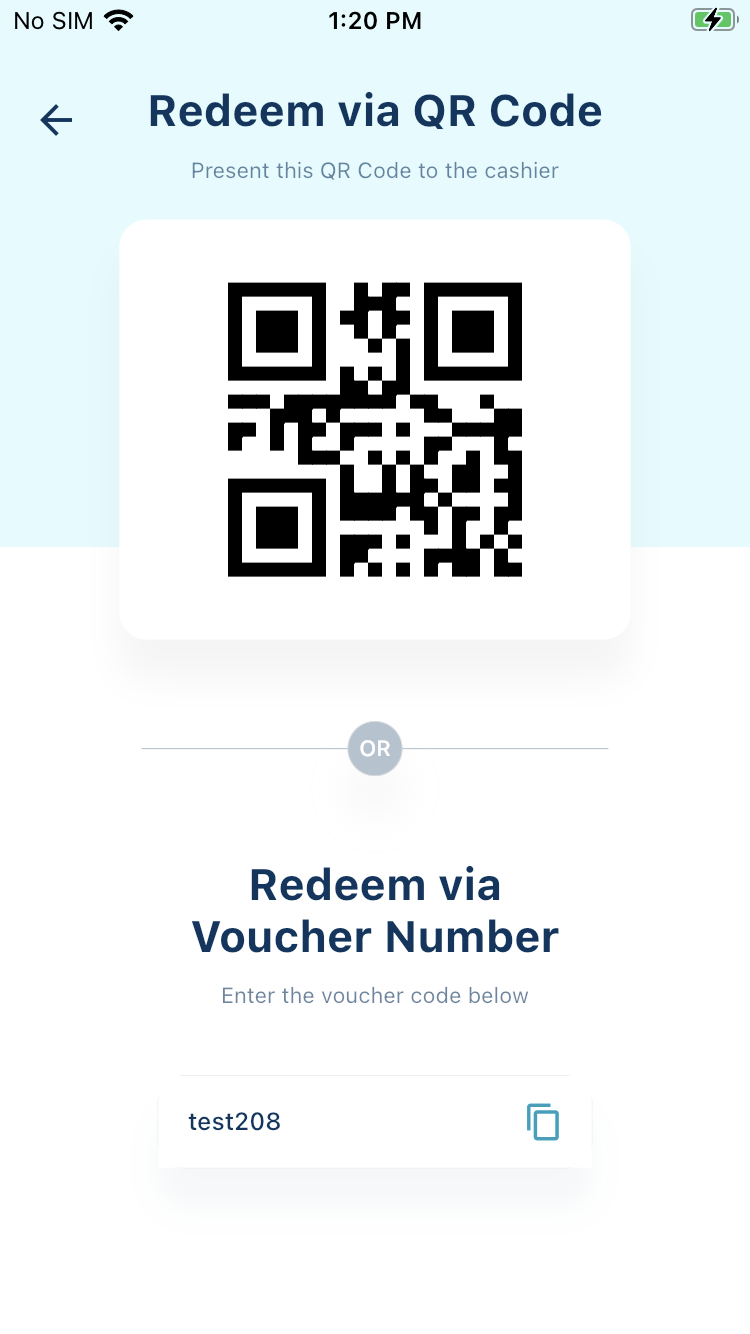 No SIM 1:20 PM
Redeem via QR Code
Present this QR Code to the cashier
OR
Redeem via
Voucher Number
Enter the voucher code below
test208